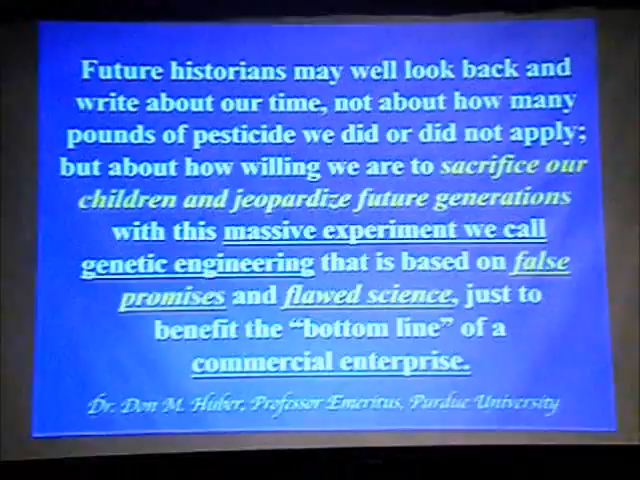 Future historians may well look back and
write about our time, not about how many
pounds of pesticide we did or did not apply;
but about how willing we are to sacrifice our
children and jeopardize future generations
with this massive experiment we call
genetic engineering that is based on false
promises and flawed science, just to
benefit the “bottom line” of a
commercial enterprise.
Dr. Don M. Huber, Professor Emeritus, Purdue University